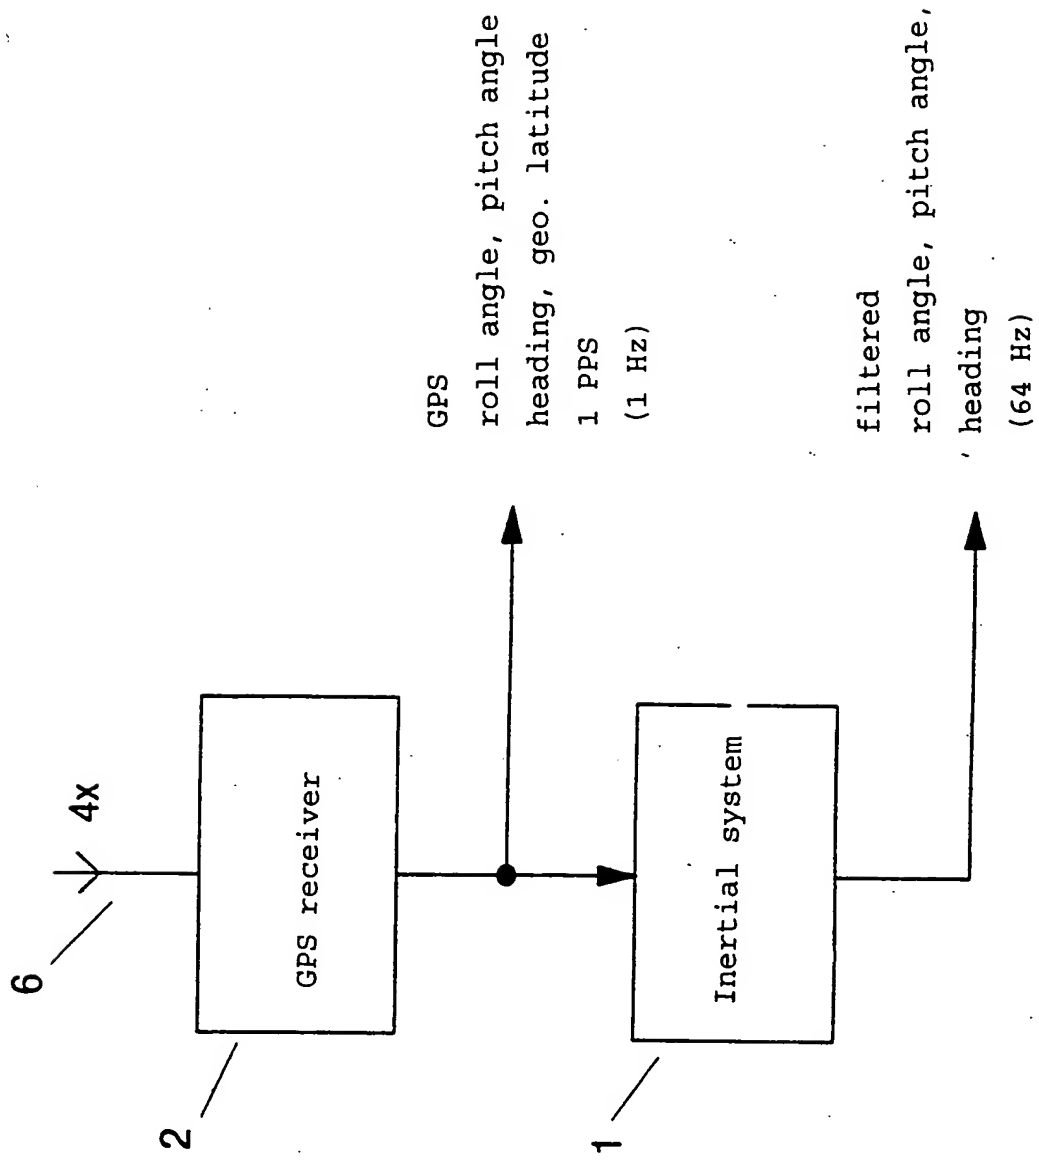 6
4x
2
GPS receiver
GPS
roll angle, pitch angle
heading, geo. latitude
1 PPS
(1 Hz)
1
Inertial system
filtered
roll angle, pitch angle,
heading
(64 Hz)